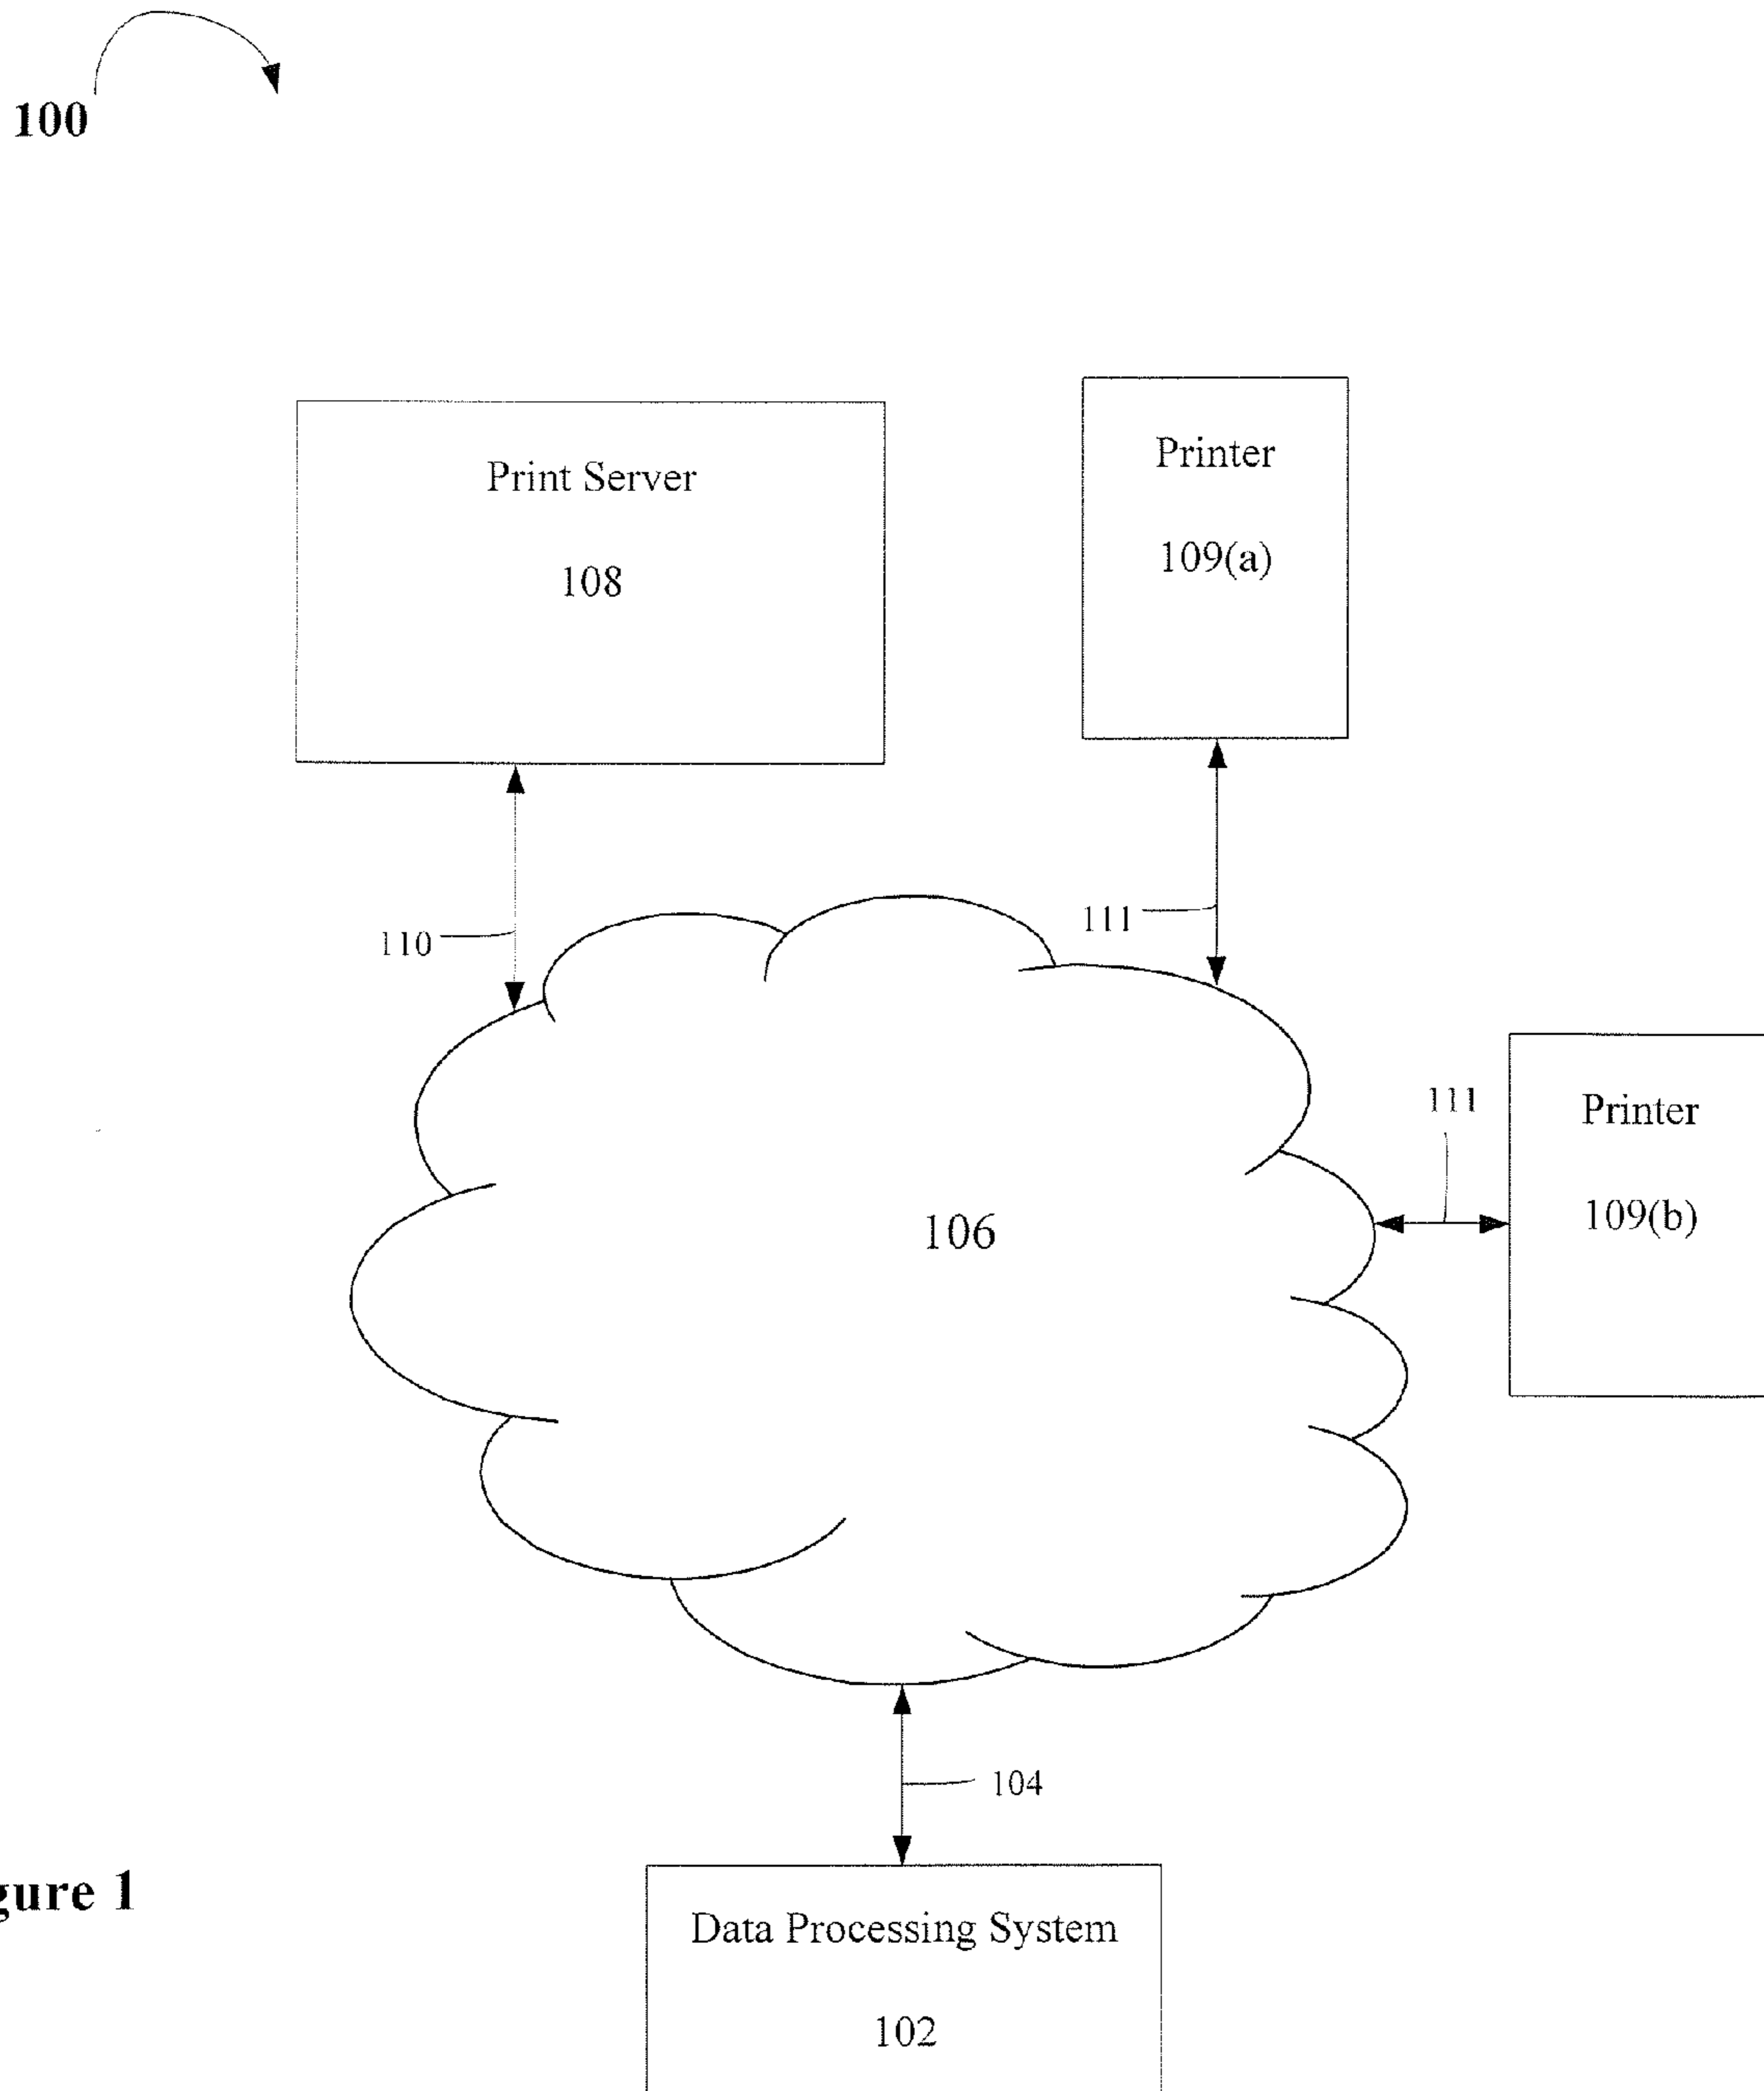 100
Print Server
108
Printer
109(a)
110
111
111
Printer
109(b)
106
104
gure 1
Data Processing System
102